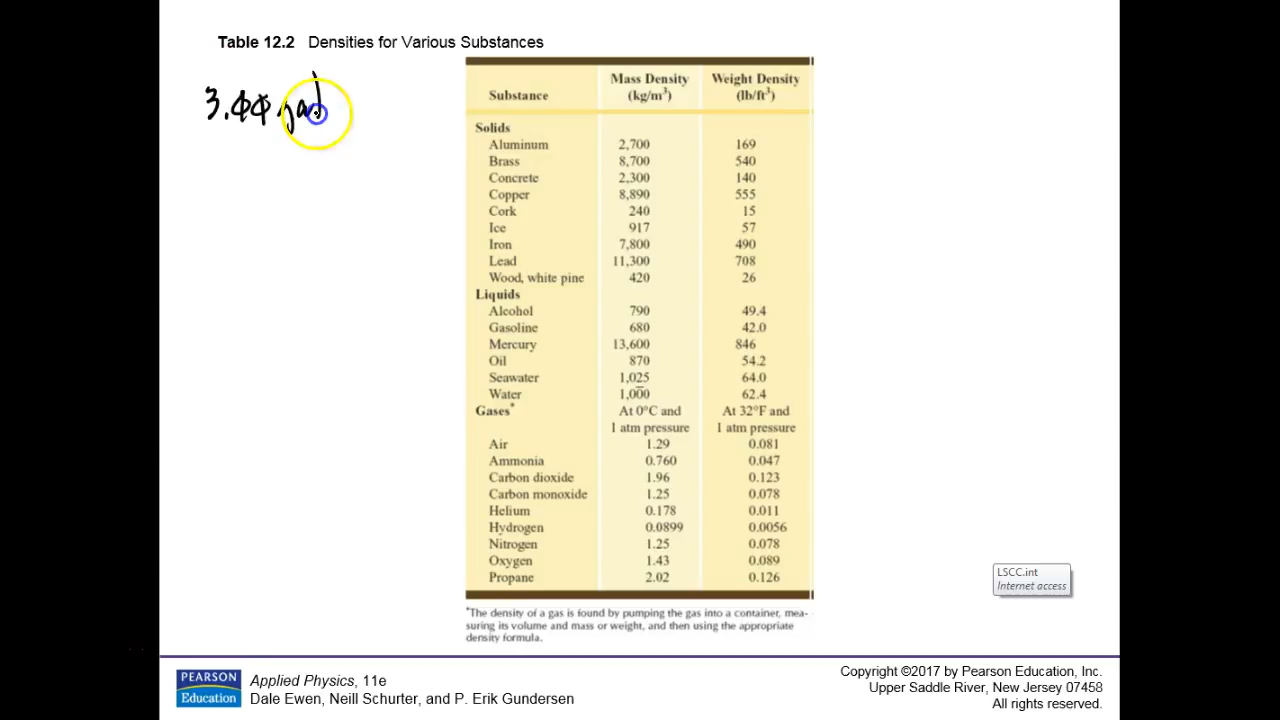 Table 12.2 Densities for Various Substances
3.00 gal
Substance Mass Density (kg/m³) Weight Density (lb/ft³)
Solids
Aluminum 2,700 169
Brass 8,700 540
Concrete 2,300 140
Copper 8,890 555
Cork 240 15
Ice 917 57
Iron 7,800 490
Lead 11,300 708
Wood, white pine 420 26
Liquids
Alcohol 790 49.4
Gasoline 680 42.0
Mercury 13,600 846
Oil 870 54.2
Seawater 1,025 64.0
Water 1,00̅0 62.4
Gases* At 0°C and At 32°F and
1 atm pressure 1 atm pressure
Air 1.29 0.081
Ammonia 0.760 0.047
Carbon dioxide 1.96 0.123
Carbon monoxide 1.25 0.078
Helium 0.178 0.011
Hydrogen 0.0899 0.0056
Nitrogen 1.25 0.078
Oxygen 1.43 0.089
Propane 2.02 0.126
*The density of a gas is found by pumping the gas into a container, mea-
suring its volume and mass or weight, and then using the appropriate
density formula.
LSCC.int
Internet access
PEARSON
Education
Applied Physics, 11e
Dale Ewen, Neill Schurter, and P. Erik Gundersen
Copyright ©2017 by Pearson Education, Inc.
Upper Saddle River, New Jersey 07458
All rights reserved.